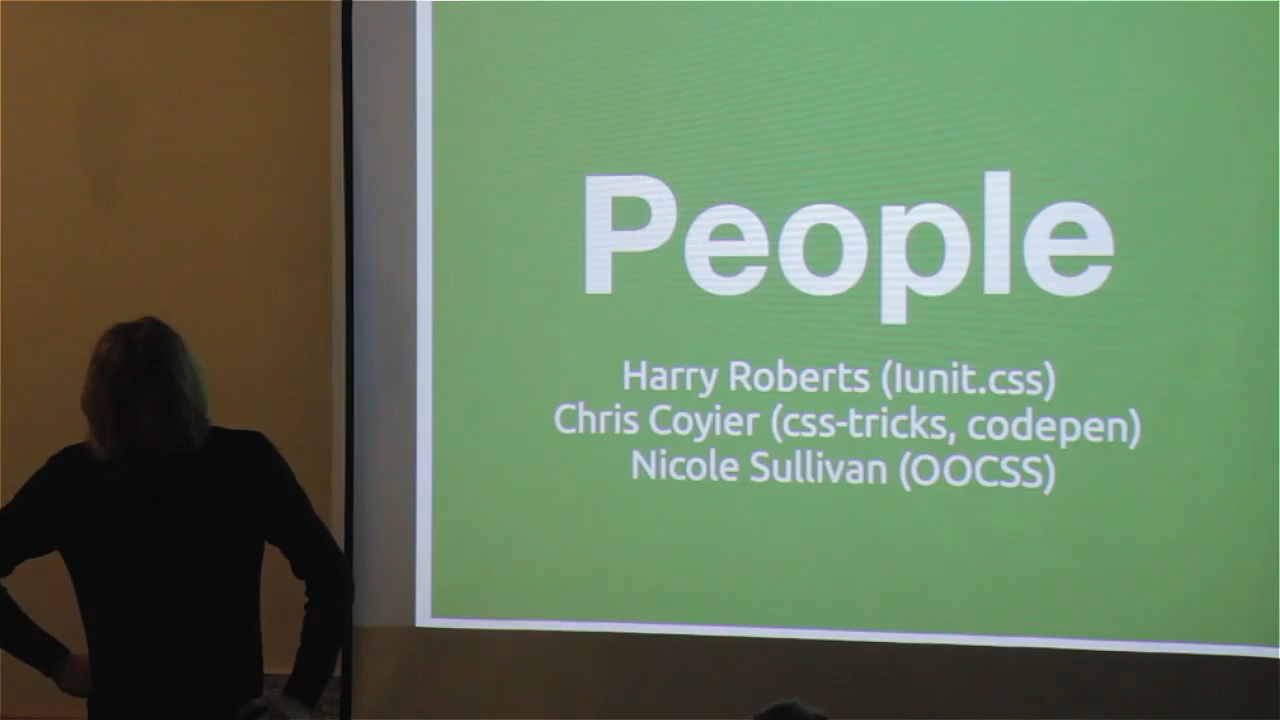 People
Harry Roberts (Iunit.css)
Chris Coyier (css-tricks, codepen)
Nicole Sullivan (OOCSS)